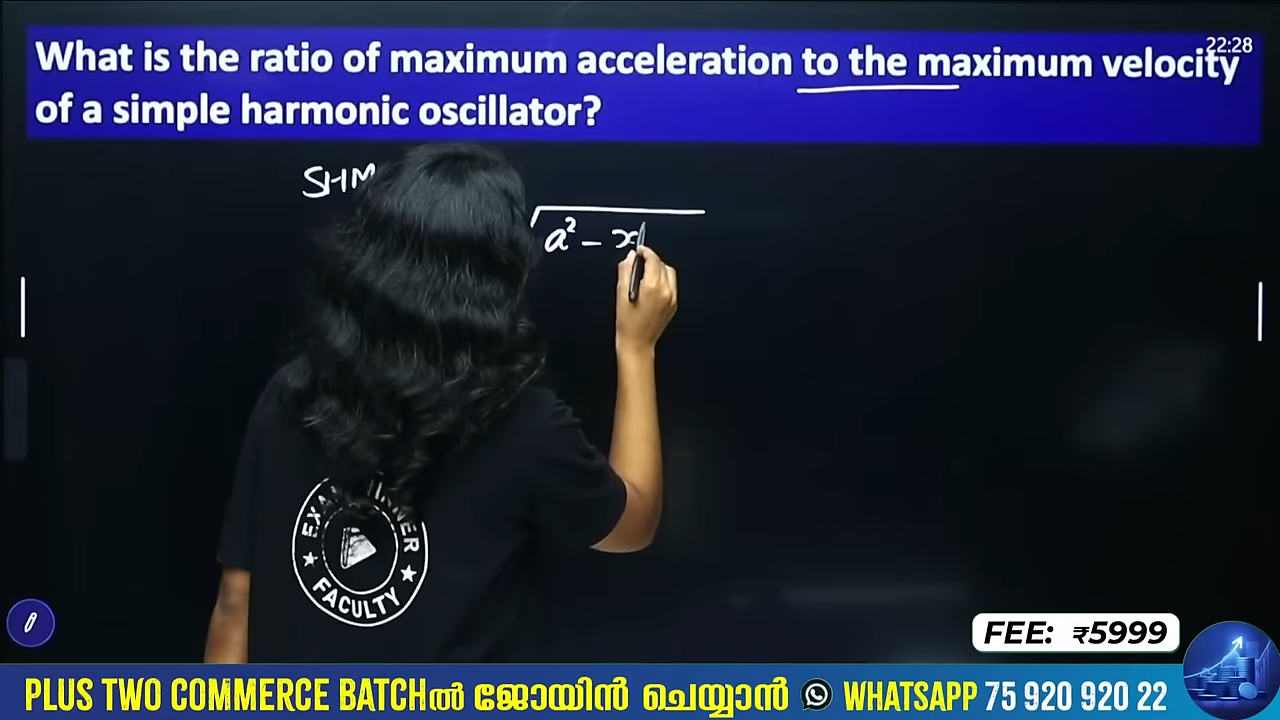 22:28
What is the ratio of maximum acceleration to the maximum velocity
of a simple harmonic oscillator?
SHM
√a² - x
FACULTY
FEE: ₹5999
PLUS TWO COMMERCE BATCHൽ ജോയിൻ ചെയ്യാൻ WHATSAPP 75 920 920 22